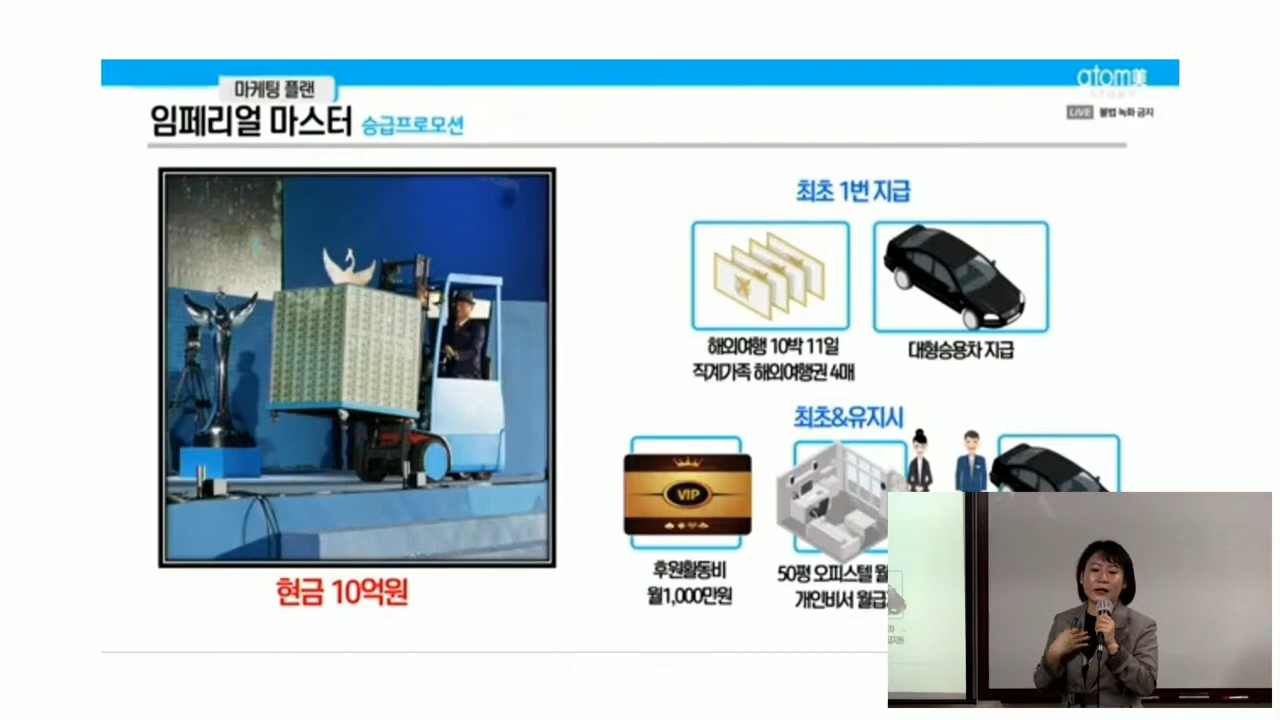 마케팅 플랜
임페리얼 마스터 승급프로모션
atom美
LIVE 불법 녹화 금지
최초 1번 지급
해외여행 10박 11일
직계가족 해외여행권 4매
대형승용차 지급
최초&유지시
VIP
후원활동비
월1,000만원
50평 오피스텔 월
개인비서 월급
현금 10억원